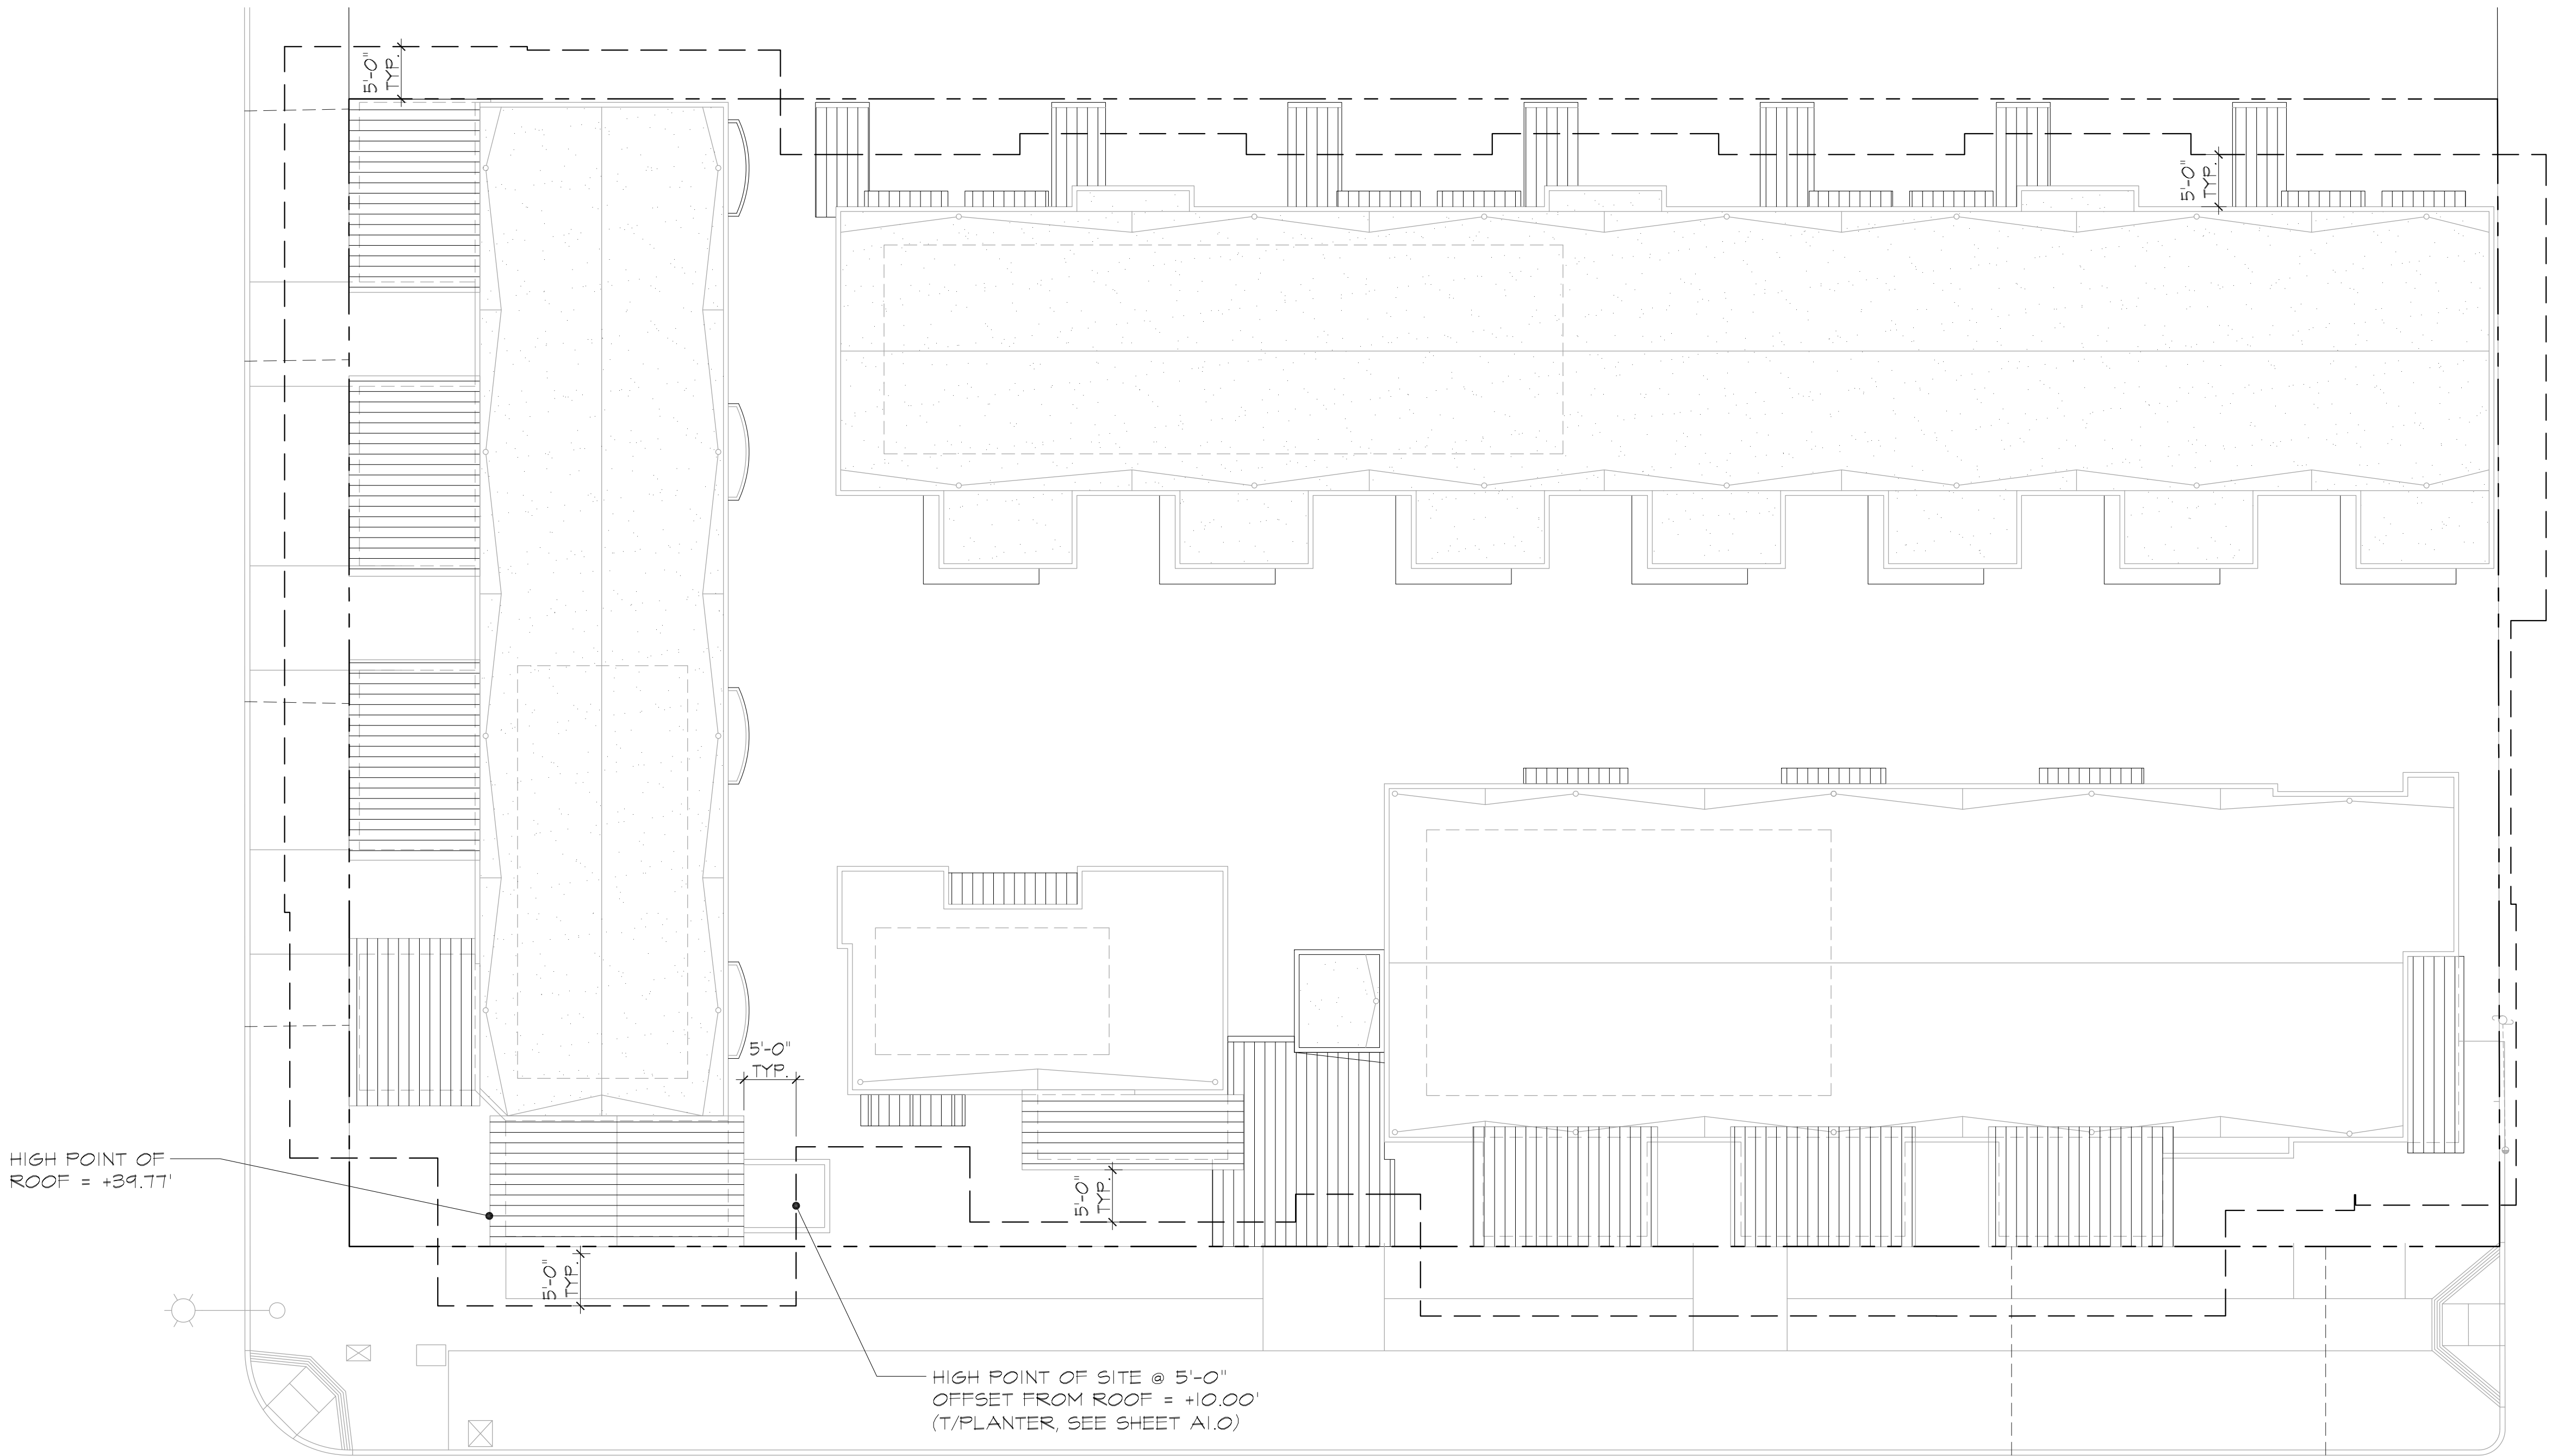 5'-0"
TYP.
5'-0"
TYP.
5'-0"
TYP.
HIGH POINT OF
ROOF = +39.77'
5'-0"
TYP.
5'-0"
TYP.
HIGH POINT OF SITE @ 5'-0"
OFFSET FROM ROOF = +10.00'
(T/PLANTER, SEE SHEET A1.0)